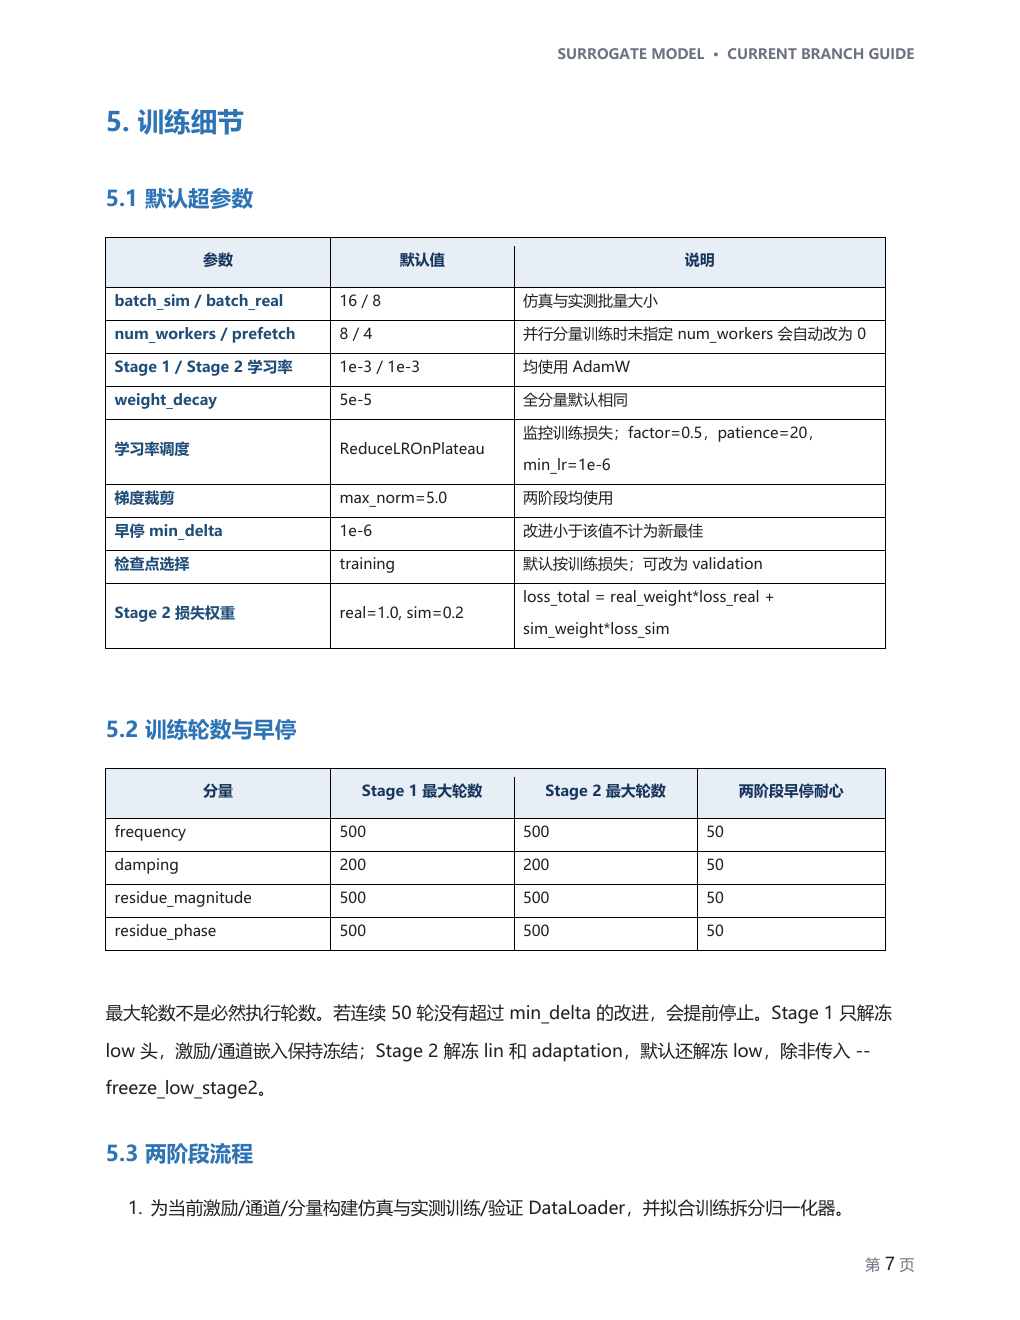 SURROGATE MODEL • CURRENT BRANCH GUIDE
5. 训练细节
5.1 默认超参数
参数 默认值 说明
batch_sim / batch_real 16 / 8 仿真与实测批量大小
num_workers / prefetch 8 / 4 并行分量训练时未指定 num_workers 会自动改为 0
Stage 1 / Stage 2 学习率 1e-3 / 1e-3 均使用 AdamW
weight_decay 5e-5 全分量默认相同
学习率调度 ReduceLROnPlateau 监控训练损失；factor=0.5，patience=20，
min_lr=1e-6
梯度裁剪 max_norm=5.0 两阶段均使用
早停 min_delta 1e-6 改进小于该值不计为新最佳
检查点选择 training 默认按训练损失；可改为 validation
Stage 2 损失权重 real=1.0, sim=0.2 loss_total = real_weight*loss_real +
sim_weight*loss_sim
5.2 训练轮数与早停
分量 Stage 1 最大轮数 Stage 2 最大轮数 两阶段早停耐心
frequency 500 500 50
damping 200 200 50
residue_magnitude 500 500 50
residue_phase 500 500 50
最大轮数不是必然执行轮数。若连续 50 轮没有超过 min_delta 的改进，会提前停止。Stage 1 只解冻
low 头，激励/通道嵌入保持冻结；Stage 2 解冻 lin 和 adaptation，默认还解冻 low，除非传入 --
freeze_low_stage2。
5.3 两阶段流程
1. 为当前激励/通道/分量构建仿真与实测训练/验证 DataLoader，并拟合训练拆分归一化器。
第 7 页